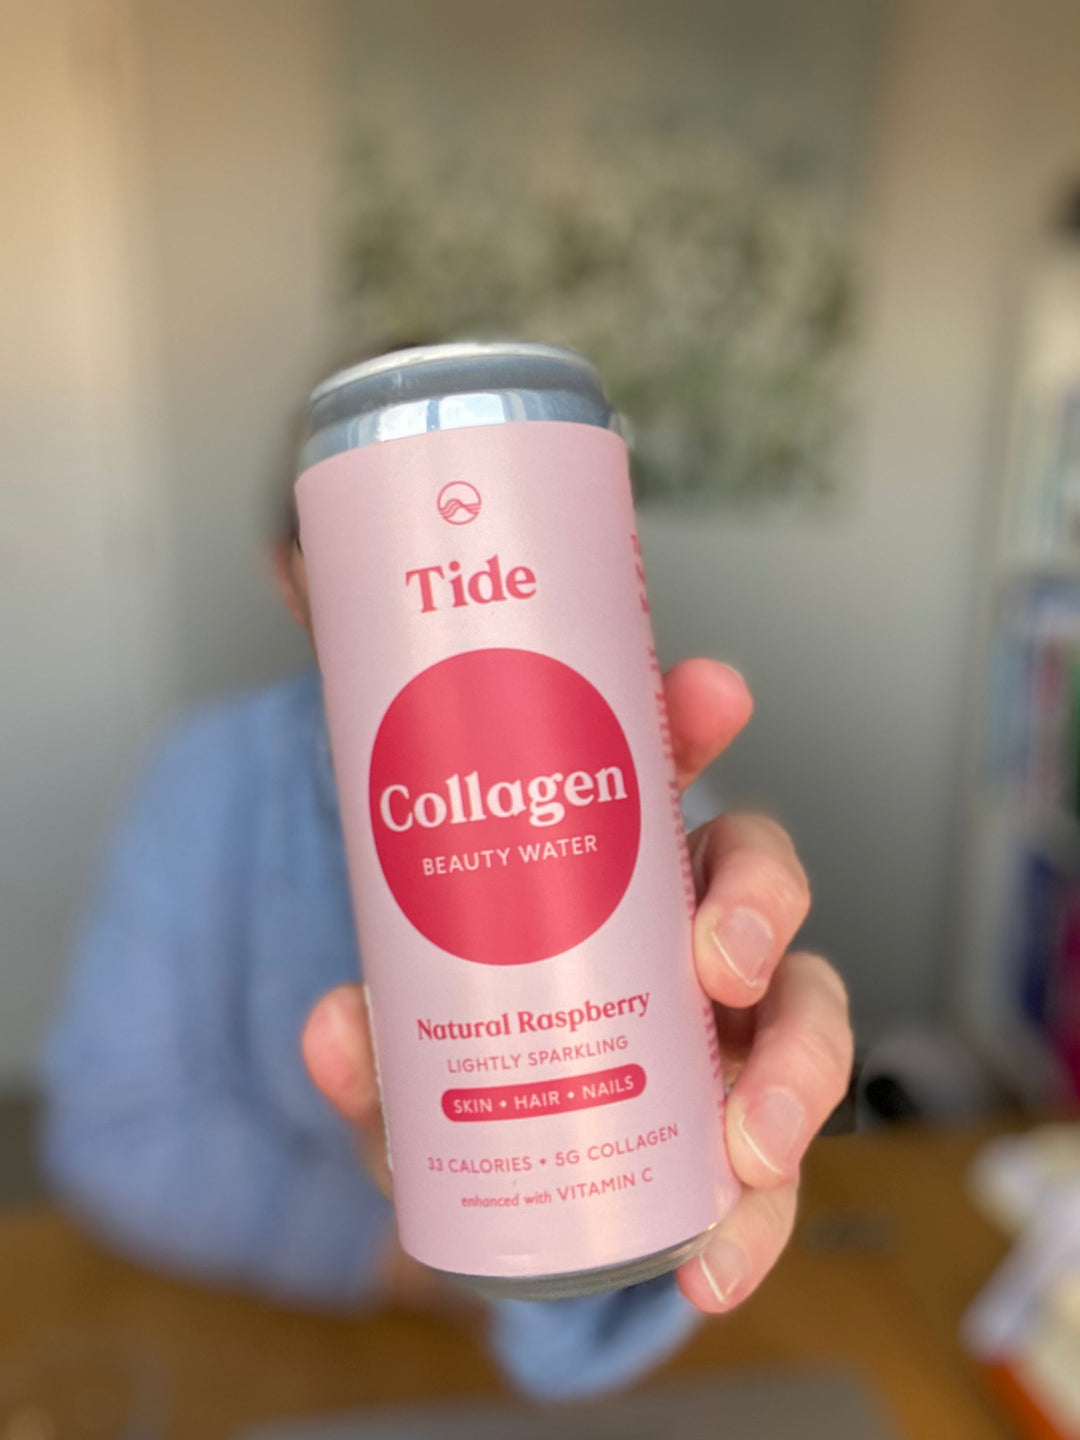 Tide
Collagen
BEAUTY WATER
Natural Raspberry
LIGHTLY SPARKLING
SKIN • HAIR • NAILS
33 CALORIES • 5G COLLAGEN
enhanced with VITAMIN C